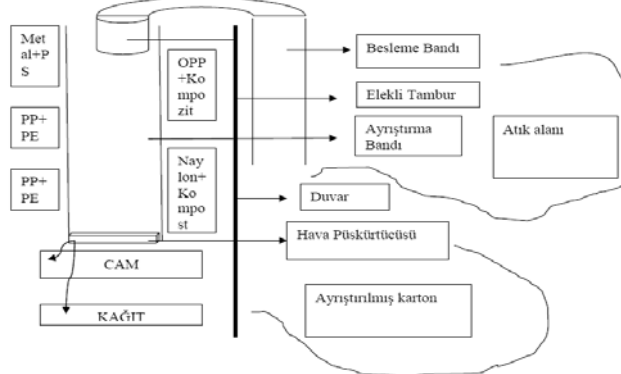 Met
al+P
S
OPP
+Ko
mpo
zit
Besleme Bandı
Elekli Tambur
PP+
PE
Ayrıştırma
Bandı
Atık alanı
Nay
lon+
Ko
mpo
st
PP+
PE
Duvar
Hava Püskürtücüsü
CAM
Ayrıştırılmış karton
KAĞIT